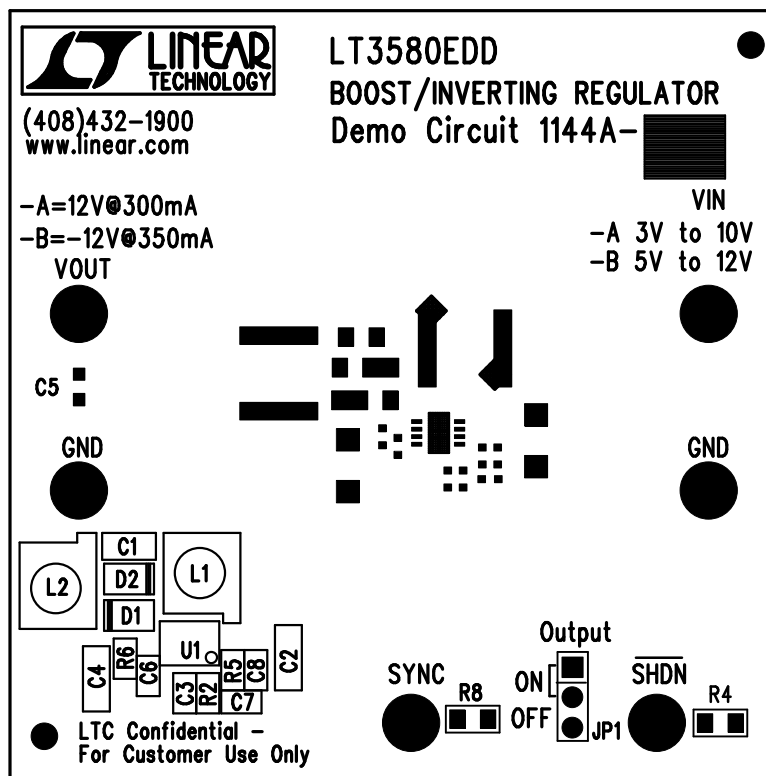 LINEAR
TECHNOLOGY
(408)432-1900
www.linear.com
LT3580EDD
BOOST/INVERTING REGULATOR
Demo Circuit 1144A-
-A=12V@300mA
-B=-12V@350mA
VOUT
VIN
-A 3V to 10V
-B 5V to 12V
C5
GND
GND
C1
D2
L2
L1
D1
U1
R6
C6
C4
R5
C8
C2
C3
R2
C7
LTC Confidential -
For Customer Use Only
SYNC
R8
Output
ON
OFF
JP1
SHDN
R4